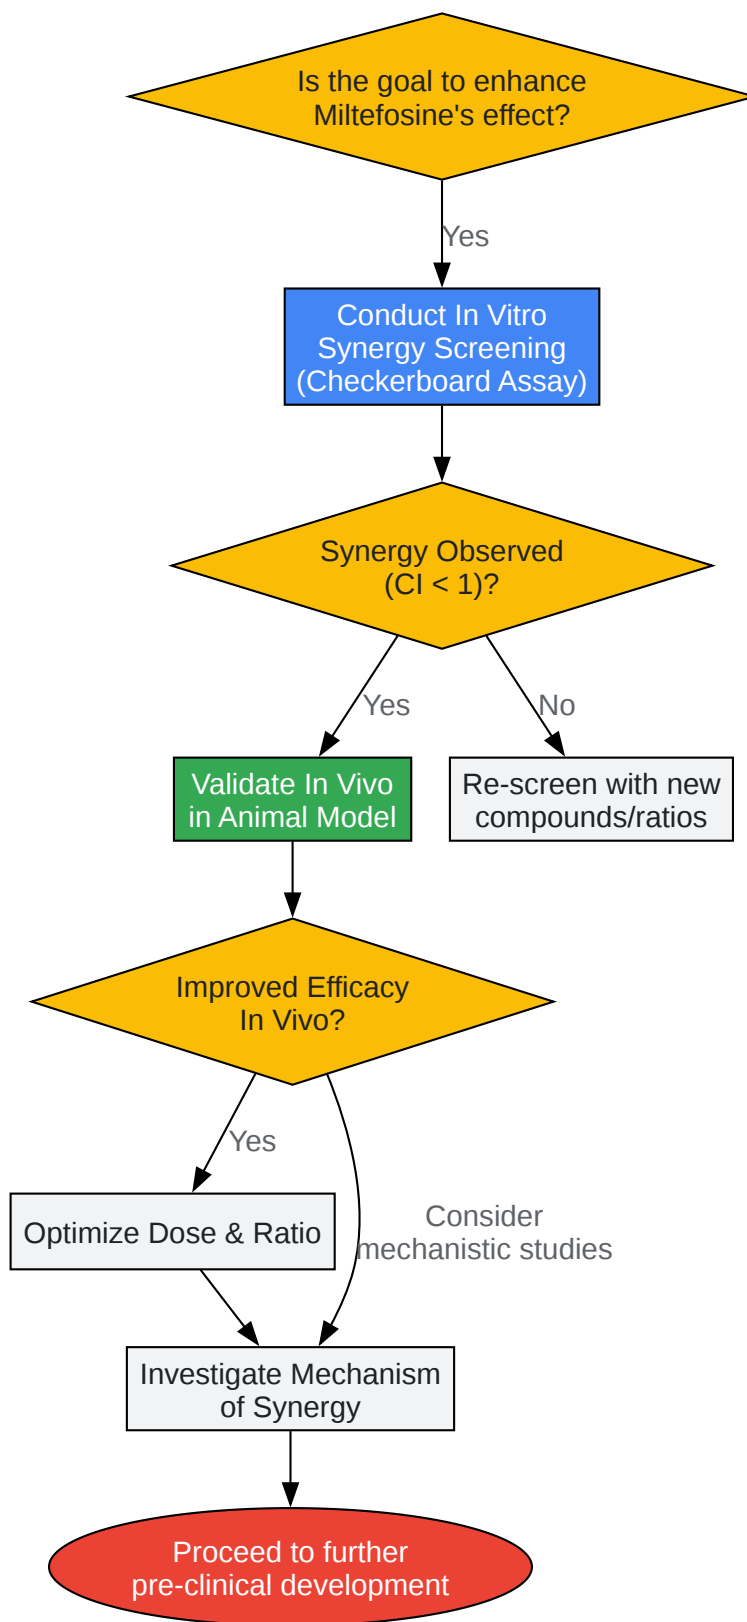 Is the goal to enhance
Miltefosine's effect?
Yes
Conduct In Vitro
Synergy Screening
(Checkerboard Assay)
Synergy Observed
(CI < 1)?
Yes
No
Validate In Vivo
in Animal Model
Re-screen with new
compounds/ratios
Improved Efficacy
In Vivo?
Yes
Consider
mechanistic studies
Optimize Dose & Ratio
Investigate Mechanism
of Synergy
Proceed to further
pre-clinical development